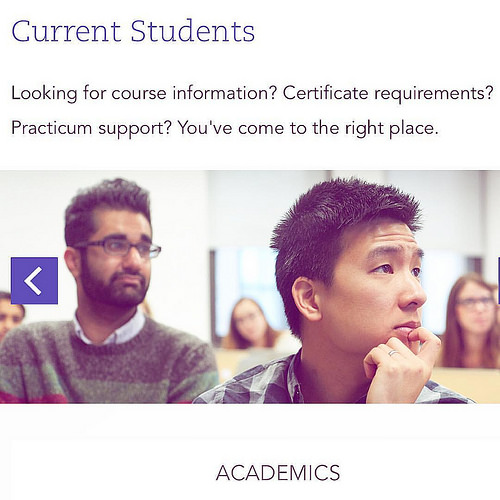 Current Students
Looking for course information? Certificate requirements?
Practicum support? You've come to the right place.
ACADEMICS